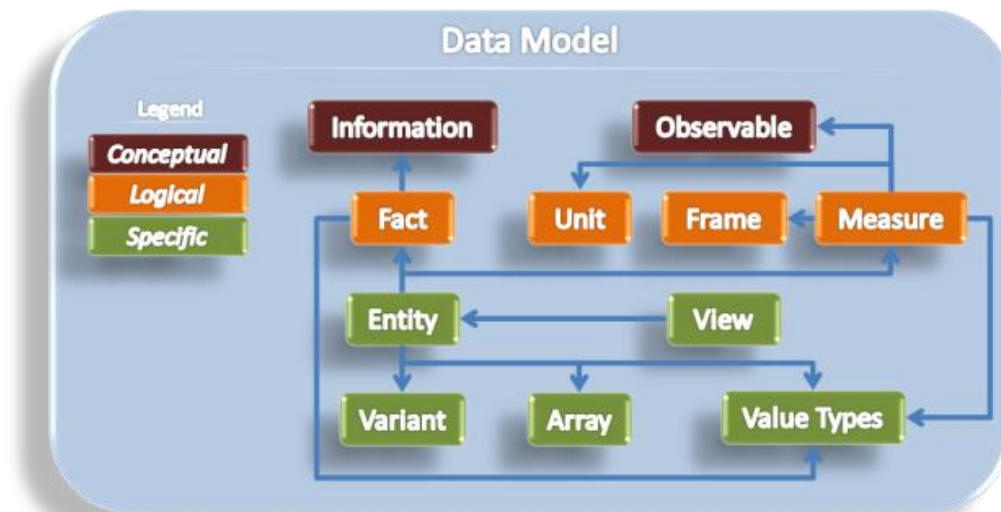 Data Model
Legend
Conceptual
Logical
Specific
Information
Observable
Fact
Unit
Frame
Measure
Entity
View
Variant
Array
Value Types